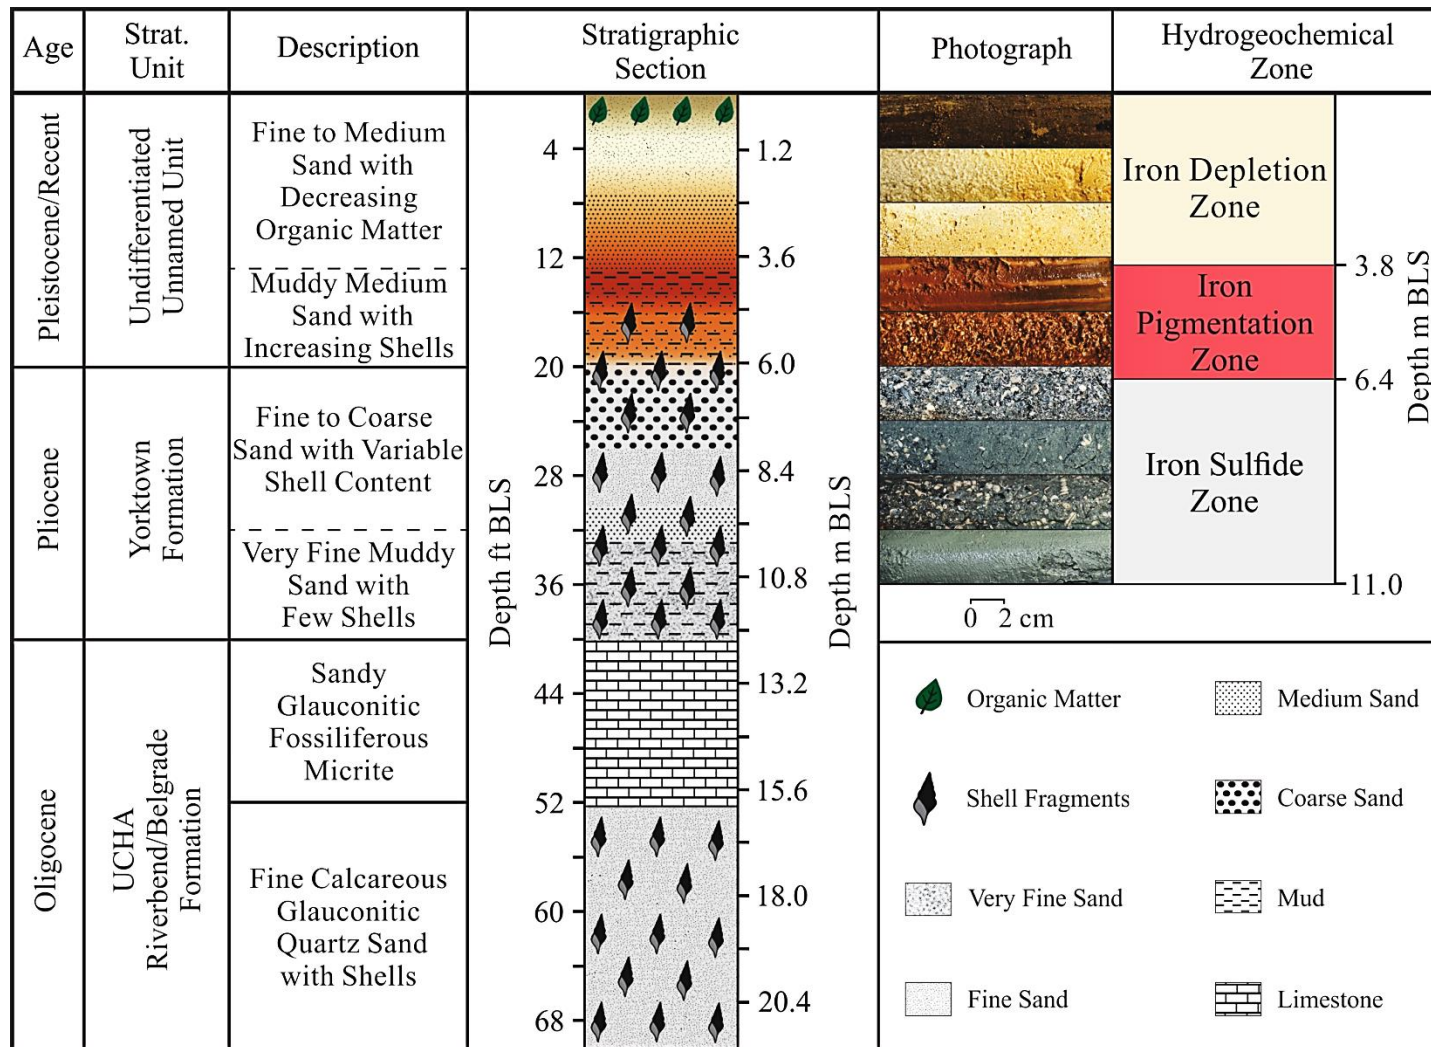 Age
Strat.
Unit
Description
Stratigraphic
Section
Photograph
Hydrogeochemical
Zone
Pleistocene/Recent
Undifferentiated
Unnamed Unit
Fine to Medium
Sand with
Decreasing
Organic Matter
Muddy Medium
Sand with
Increasing Shells
Pliocene
Yorktown
Formation
Fine to Coarse
Sand with Variable
Shell Content
Very Fine Muddy
Sand with
Few Shells
Oligocene
UCHA
Riverbend/Belgrade
Formation
Sandy
Glauconitic
Fossiliferous
Micrite
Fine Calcareous
Glauconitic
Quartz Sand
with Shells
Depth ft BLS
4
12
20
28
36
44
52
60
68
1.2
3.6
6.0
8.4
10.8
13.2
15.6
18.0
20.4
Depth m BLS
0 2 cm
Iron Depletion
Zone
Iron
Pigmentation
Zone
Iron Sulfide
Zone
3.8
6.4
11.0
Depth m BLS
Organic Matter
Medium Sand
Shell Fragments
Coarse Sand
Very Fine Sand
Mud
Fine Sand
Limestone